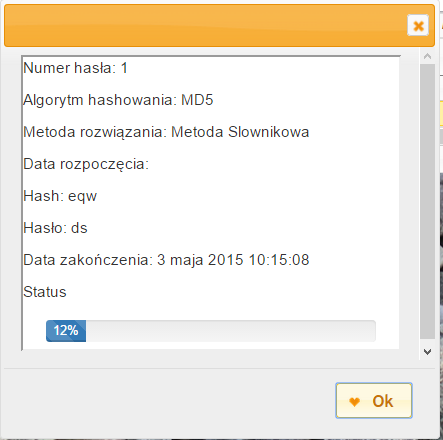 Numer hasła: 1
Algorytm hashowania: MD5
Metoda rozwiązania: Metoda Slownikowa
Data rozpoczęcia:
Hash: eqw
Hasło: ds
Data zakończenia: 3 maja 2015 10:15:08
Status
12%
Ok